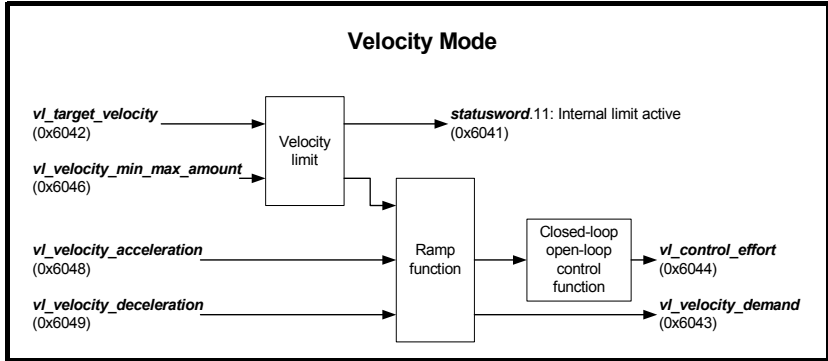 Velocity Mode
vl_target_velocity
(0x6042)
vl_velocity_min_max_amount
(0x6046)
Velocity
limit
statusword.11: Internal limit active
(0x6041)
vl_velocity_acceleration
(0x6048)
vl_velocity_deceleration
(0x6049)
Ramp
function
Closed-loop
open-loop
control
function
vl_control_effort
(0x6044)
vl_velocity_demand
(0x6043)